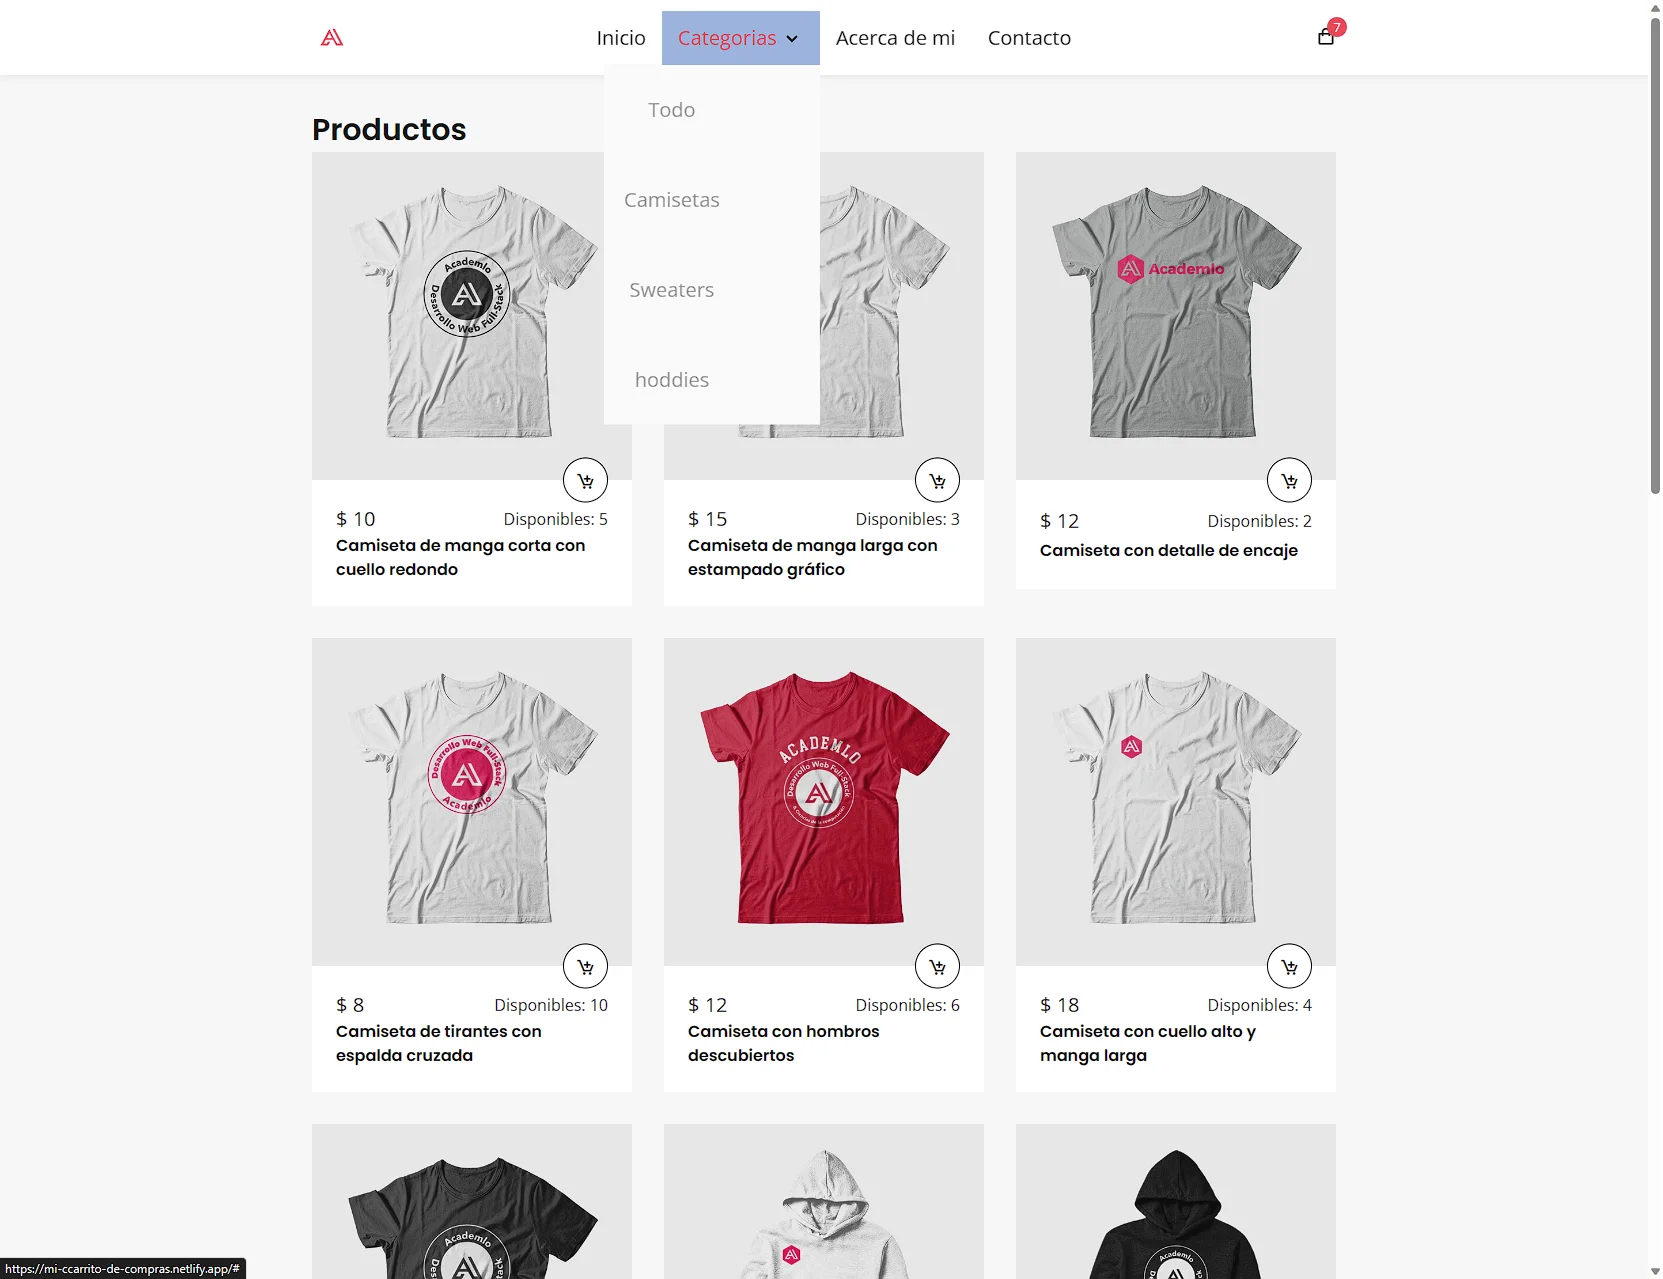 Inicio
Categorias
Acerca de mi
Contacto
7
Todo
Camisetas
Sweaters
hoddies
Productos
Academlo
Desarrollo Web Full-Stack
Academlo
$ 10
Disponibles: 5
Camiseta de manga corta con
cuello redondo
$ 15
Disponibles: 3
Camiseta de manga larga con
estampado gráfico
$ 12
Disponibles: 2
Camiseta con detalle de encaje
Desarrollo Web Full-Stack
Academlo
ACADEMLO
Desarrollo Web Full-Stack
$ 8
Disponibles: 10
Camiseta de tirantes con
espalda cruzada
$ 12
Disponibles: 6
Camiseta con hombros
descubiertos
$ 18
Disponibles: 4
Camiseta con cuello alto y
manga larga
Academlo
Academlo
https://mi-ccarrito-de-compras.netlify.app/#